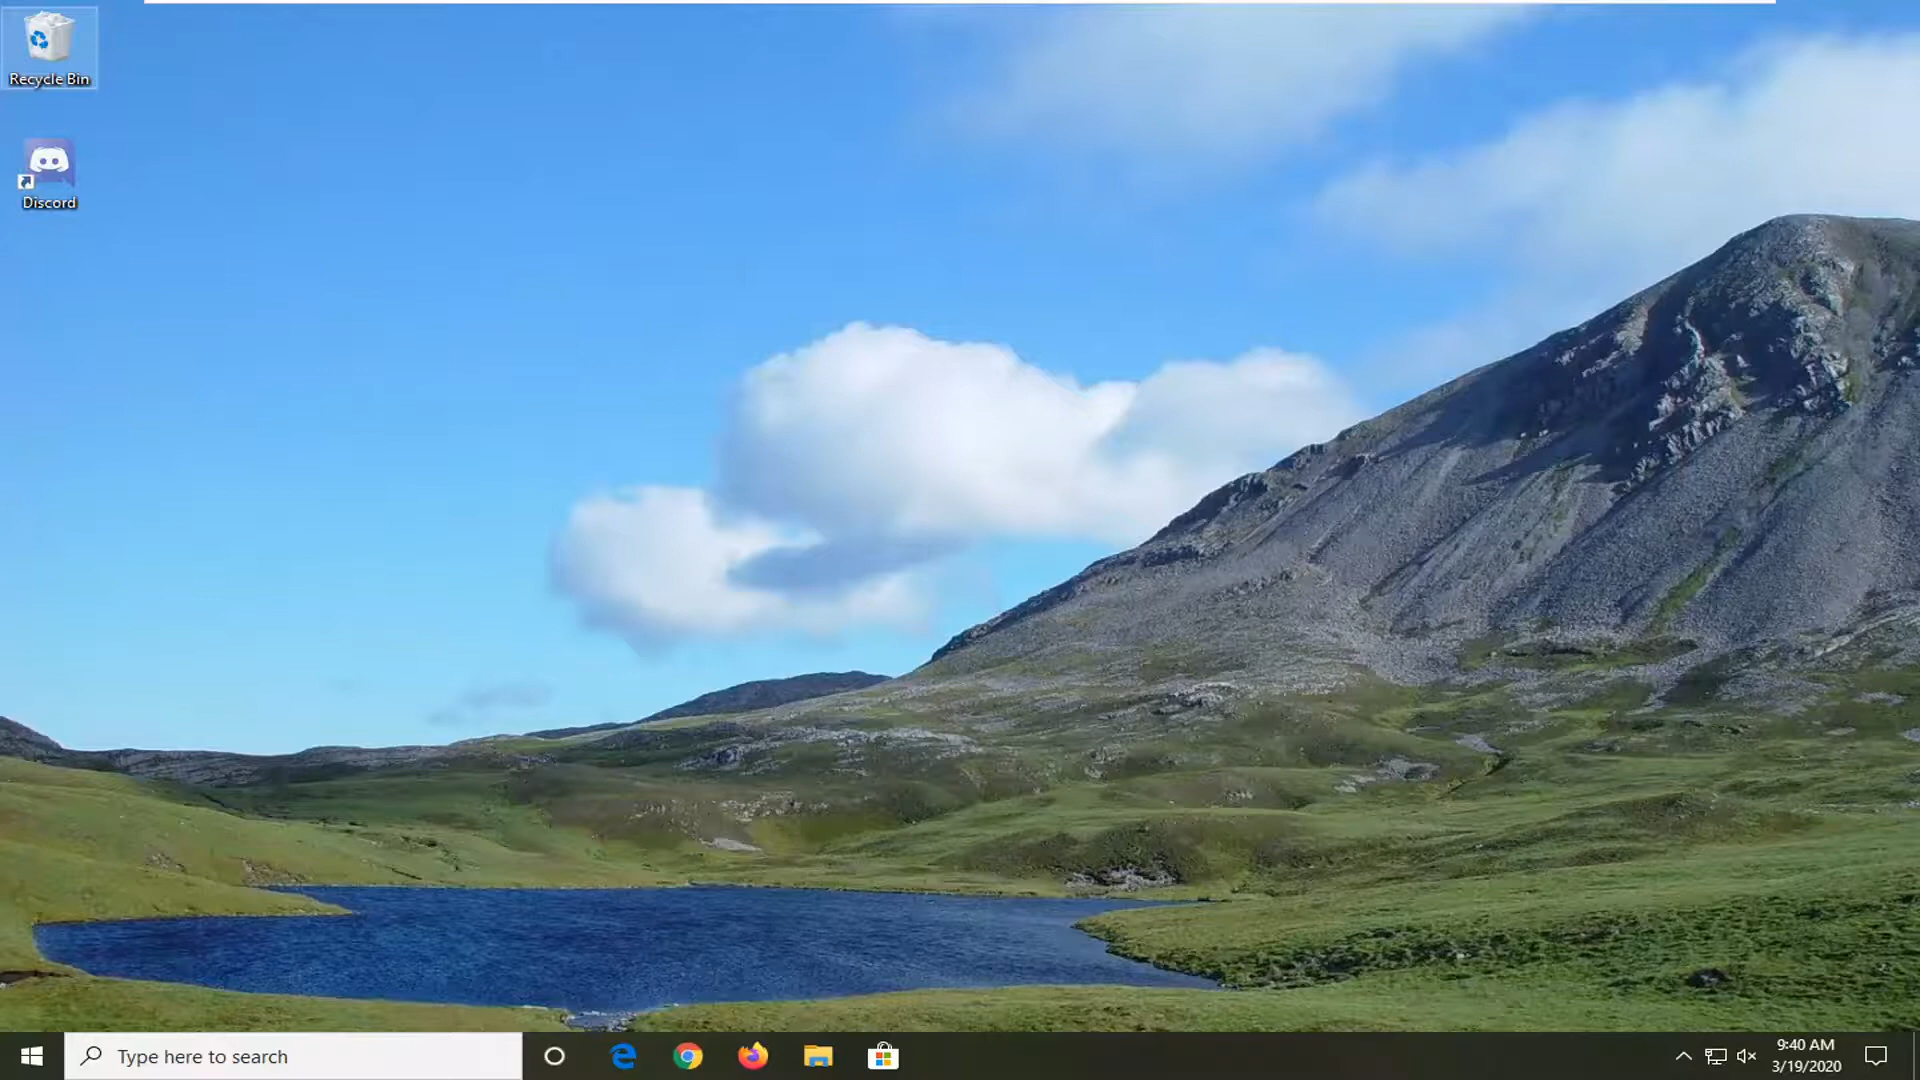 Recycle Bin
Discord
Type here to search
9:40 AM
3/19/2020